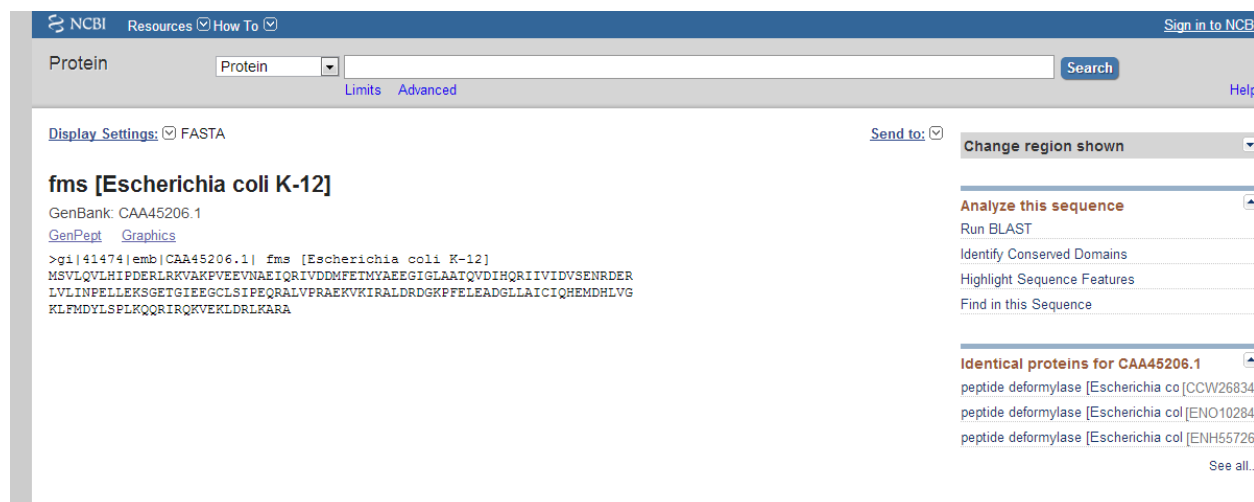 NCBI Resources How To Sign in to NCB
Protein Protein Search
Limits Advanced Help
Display Settings: FASTA Send to:
Change region shown
fms [Escherichia coli K-12]
GenBank: CAA45206.1
GenPept Graphics
>gi|41474|emb|CAA45206.1| fms [Escherichia coli K-12]
MSVLQVLHIPDERLRKVAKPVEEVNAEIQRIVDDMFETMYAEEGIGLAATQVDIHQRIIVIDVSENRDER
LVLINPELLEKSGETGIEEGCLSIPEQRALVPRAEKVKIRALDRDGKPFELEADGLLAICIQHEMDHLVG
KLFMDYLSPLKQQRIRQKVEKLDRLKARA
Analyze this sequence
Run BLAST
Identify Conserved Domains
Highlight Sequence Features
Find in this Sequence
Identical proteins for CAA45206.1
peptide deformylase [Escherichia co [CCW26834
peptide deformylase [Escherichia col [ENO10284
peptide deformylase [Escherichia col [ENH55726
See all..